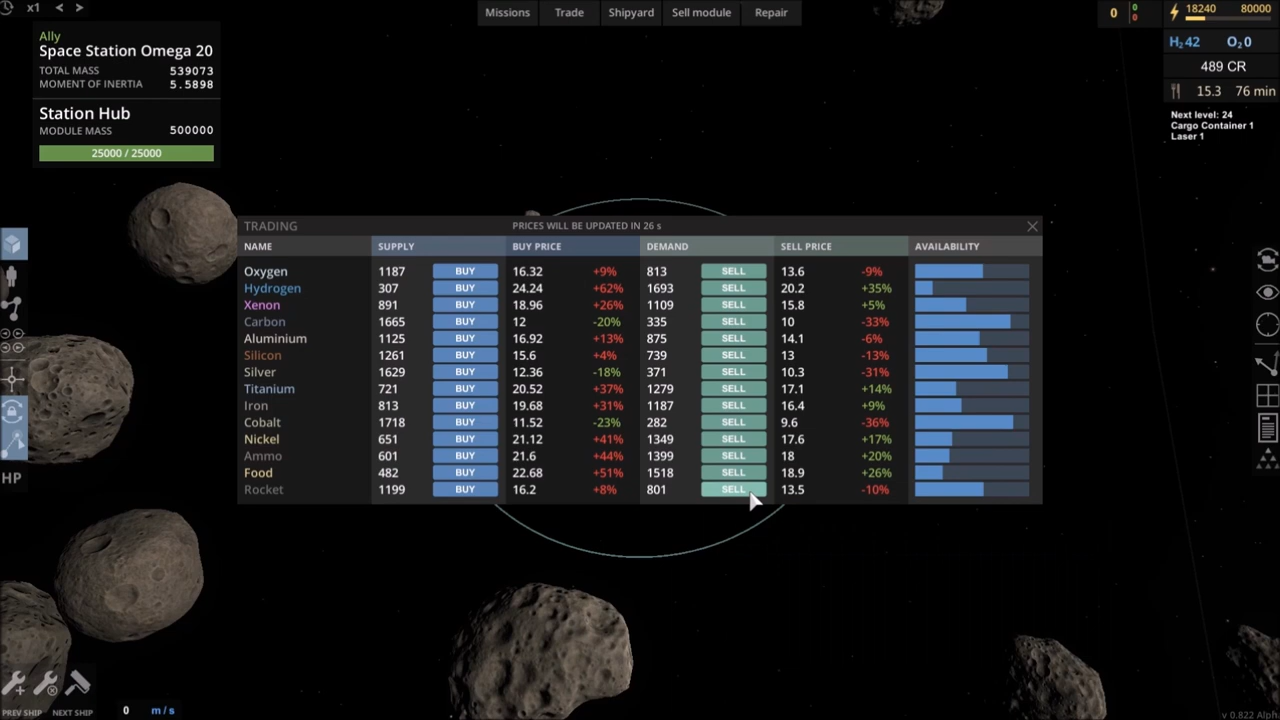 x1 < >
Missions Trade Shipyard Sell module Repair
0 0 0
18240 80000
Ally
Space Station Omega 20
TOTAL MASS 539073
MOMENT OF INERTIA 5.5898
Station Hub
MODULE MASS 500000
25000 / 25000
H2 42 O2 0
489 CR
15.3 76 min
Next level: 24
Cargo Container 1
Laser 1
TRADING PRICES WILL BE UPDATED IN 26 s
NAME SUPPLY BUY PRICE DEMAND SELL PRICE AVAILABILITY
Oxygen 1187 BUY 16.32 +9% 813 SELL 13.6 -9%
Hydrogen 307 BUY 24.24 +62% 1693 SELL 20.2 +35%
Xenon 891 BUY 18.96 +26% 1109 SELL 15.8 +5%
Carbon 1665 BUY 12 -20% 335 SELL 10 -33%
Aluminium 1125 BUY 16.92 +13% 875 SELL 14.1 -6%
Silicon 1261 BUY 15.6 +4% 739 SELL 13 -13%
Silver 1629 BUY 12.36 -18% 371 SELL 10.3 -31%
Titanium 721 BUY 20.52 +37% 1279 SELL 17.1 +14%
Iron 813 BUY 19.68 +31% 1187 SELL 16.4 +9%
Cobalt 1718 BUY 11.52 -23% 282 SELL 9.6 -36%
Nickel 651 BUY 21.12 +41% 1349 SELL 17.6 +17%
Ammo 601 BUY 21.6 +44% 1399 SELL 18 +20%
Food 482 BUY 22.68 +51% 1518 SELL 18.9 +26%
Rocket 1199 BUY 16.2 +8% 801 SELL 13.5 -10%
HP
PREV SHIP NEXT SHIP 0 m/s
v 0.822 Alph